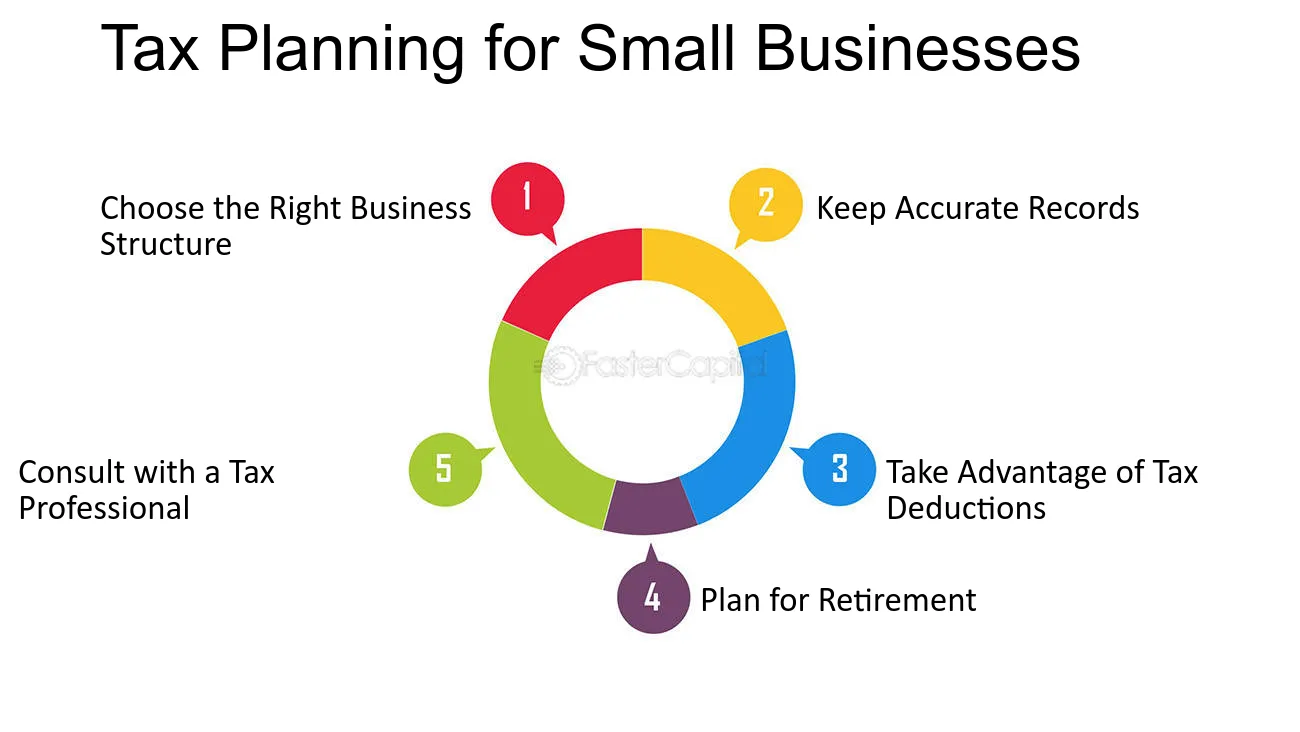 Tax Planning for Small Businesses
1
Choose the Right Business
Structure
2
Keep Accurate Records
FasterCapital
3
Take Advantage of Tax
Deductions
4
Plan for Retirement
5
Consult with a Tax
Professional